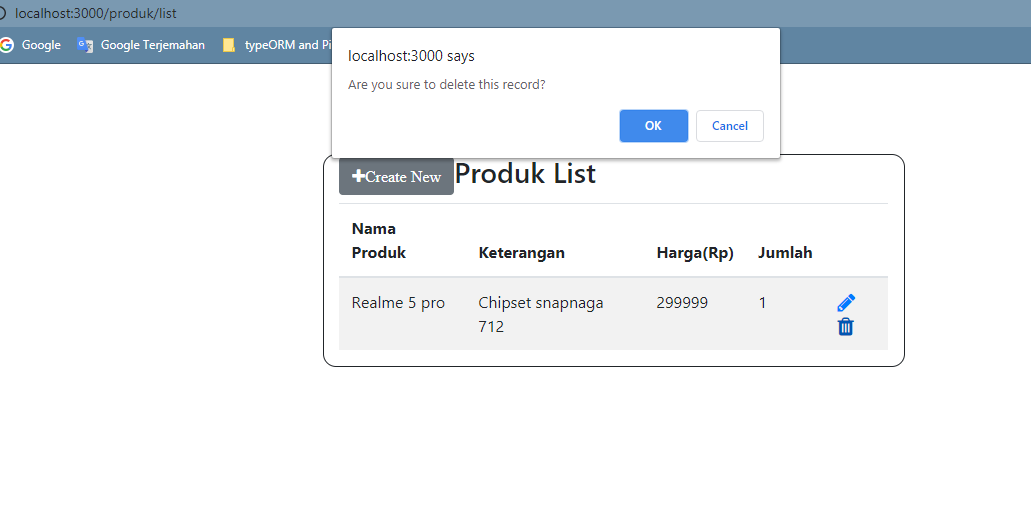 localhost:3000/produk/list
Google
Google Terjemahan
typeORM and Pi
localhost:3000 says
Are you sure to delete this record?
OK
Cancel
Create New
Produk List
Nama
Produk
Keterangan
Harga(Rp)
Jumlah
Realme 5 pro
Chipset snapnaga
712
299999
1